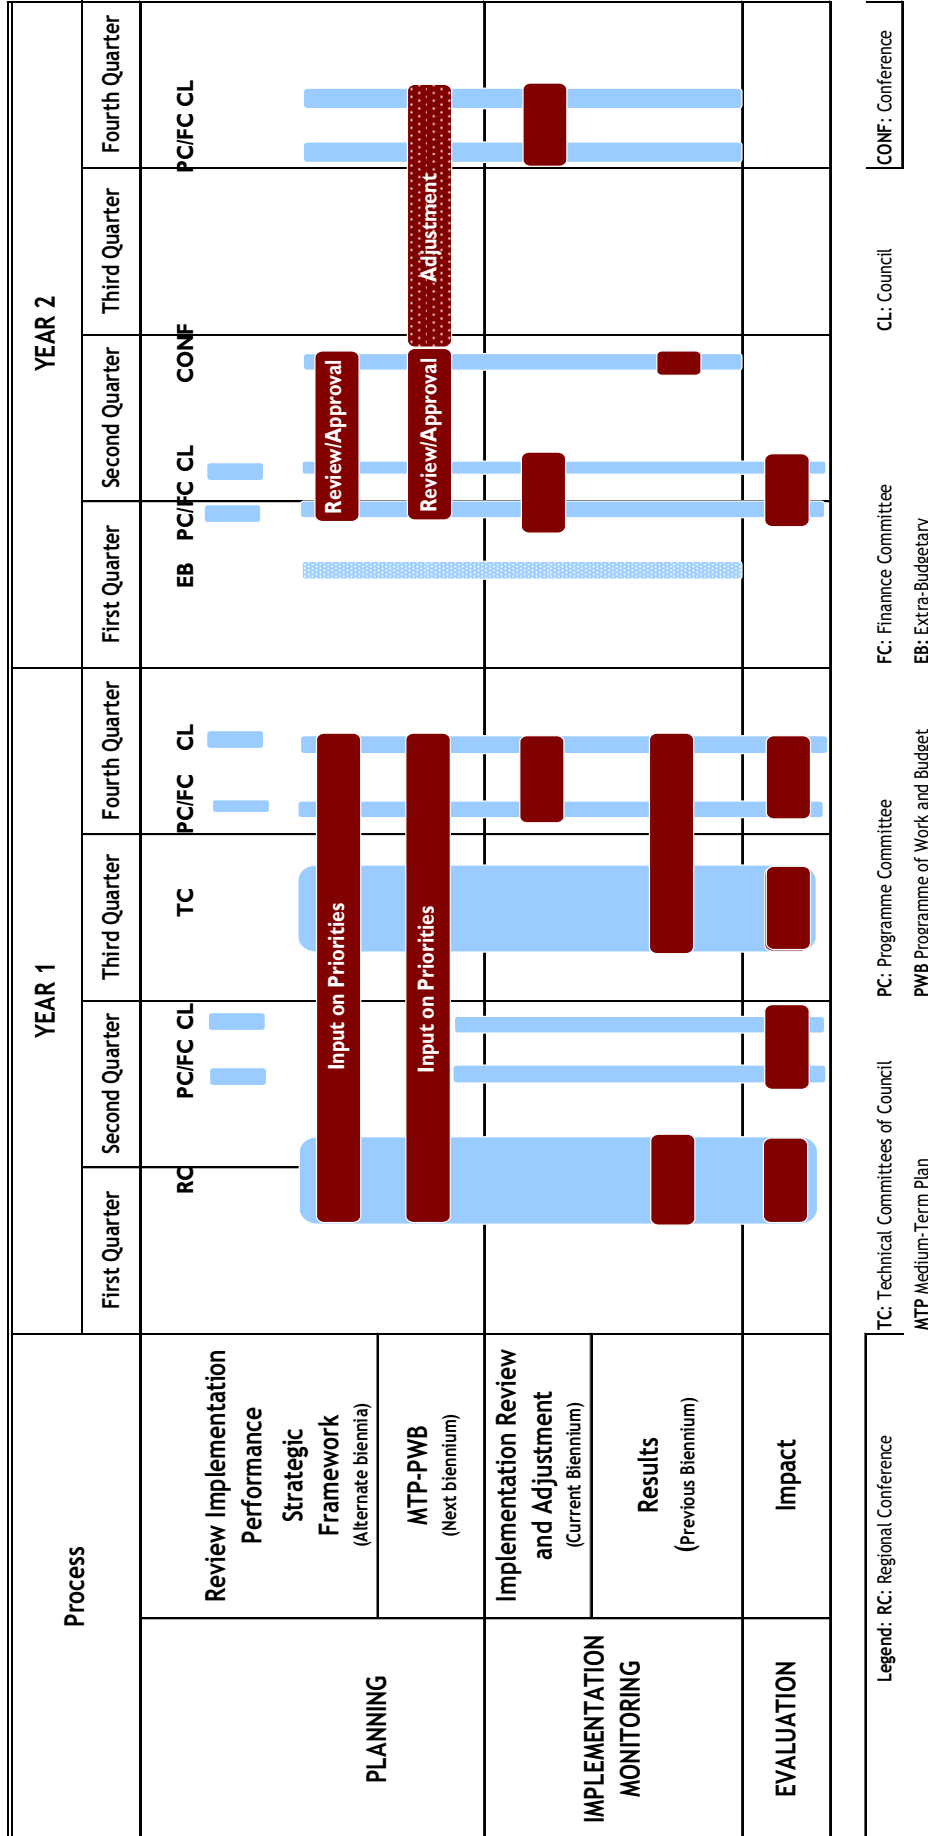 Process
YEAR 1
YEAR 2
First Quarter
Second Quarter
Third Quarter
Fourth Quarter
First Quarter
Second Quarter
Third Quarter
Fourth Quarter
RC
PC/FC CL
TC
PC/FC
CL
EB
PC/FC CL
CONF
PC/FC CL
PLANNING
Review Implementation
Performance
Strategic
Framework
(Alternate biennia)
Input on Priorities
Review/Approval
MTP-PWB
(Next biennium)
Input on Priorities
Review/Approval
Adjustment
IMPLEMENTATION
MONITORING
Implementation Review
and Adjustment
(Current Biennium)
Results
(Previous Biennium)
EVALUATION
Impact
Legend: RC: Regional Conference
TC: Technical Committees of Council
PC: Programme Committee
FC: Finannce Committee
CL: Council
CONF: Conference
MTP Medium-Term Plan
PWB Programme of Work and Budget
EB: Extra-Budgetary